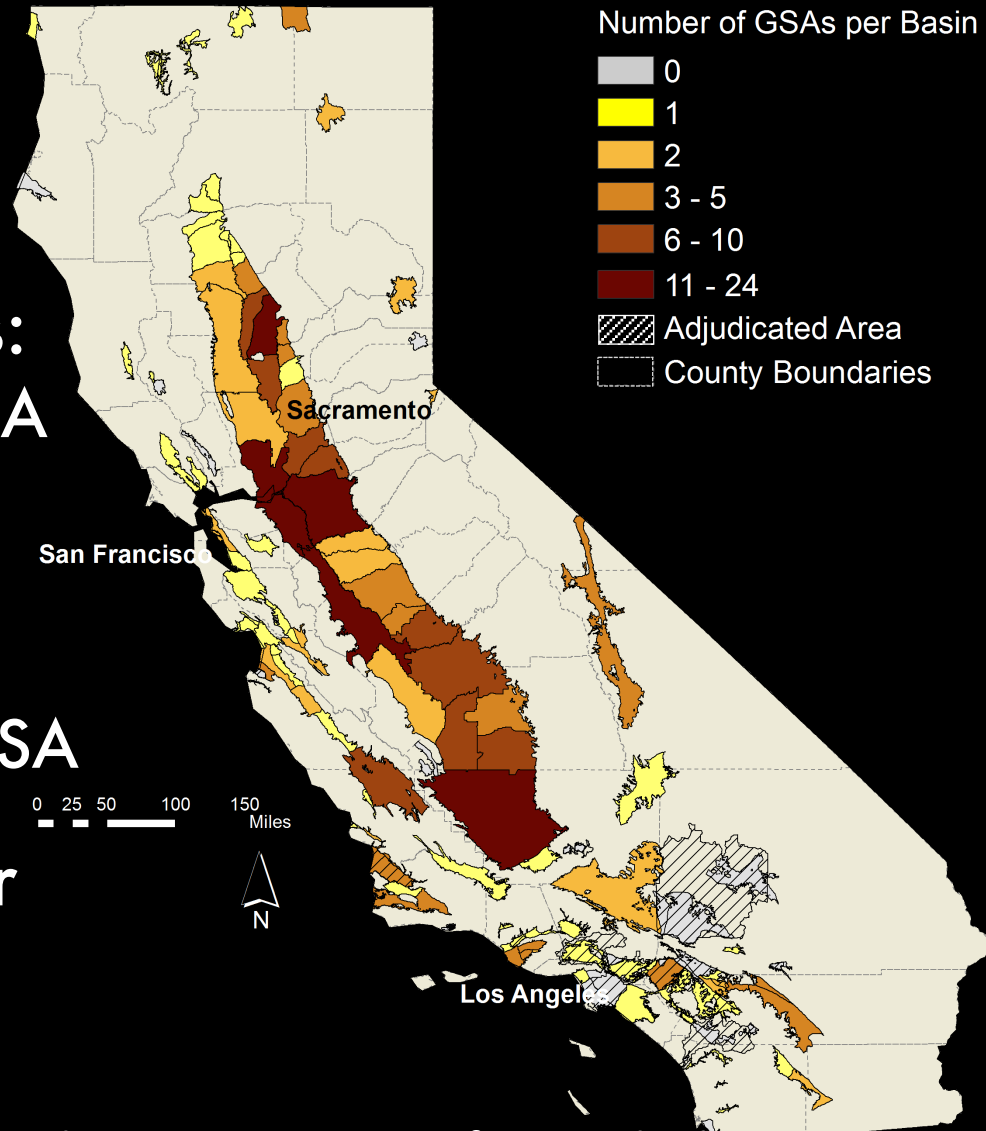 Number of GSAs per Basin
0
1
2
3 - 5
6 - 10
11 - 24
Adjudicated Area
County Boundaries
s:
A
Sacramento
San Francisco
SA
0 25 50 100 150
Miles
r
N
Los Angeles